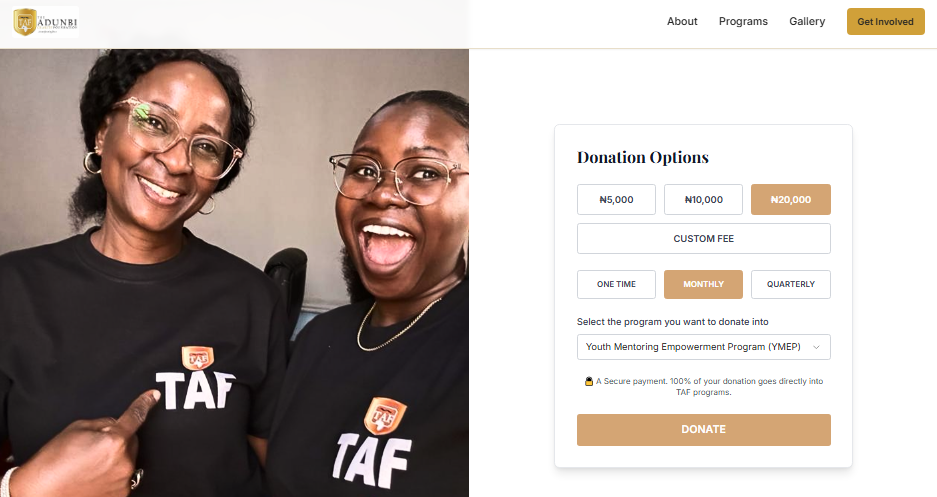 TAF
ADUNBI
About
Programs
Gallery
Get Involved
TAF
TAF
TAF
TAF
Donation Options
₦5,000
₦10,000
₦20,000
CUSTOM FEE
ONE TIME
MONTHLY
QUARTERLY
Select the program you want to donate into
Youth Mentoring Empowerment Program (YMEP)
A Secure payment. 100% of your donation goes directly into
TAF programs.
DONATE